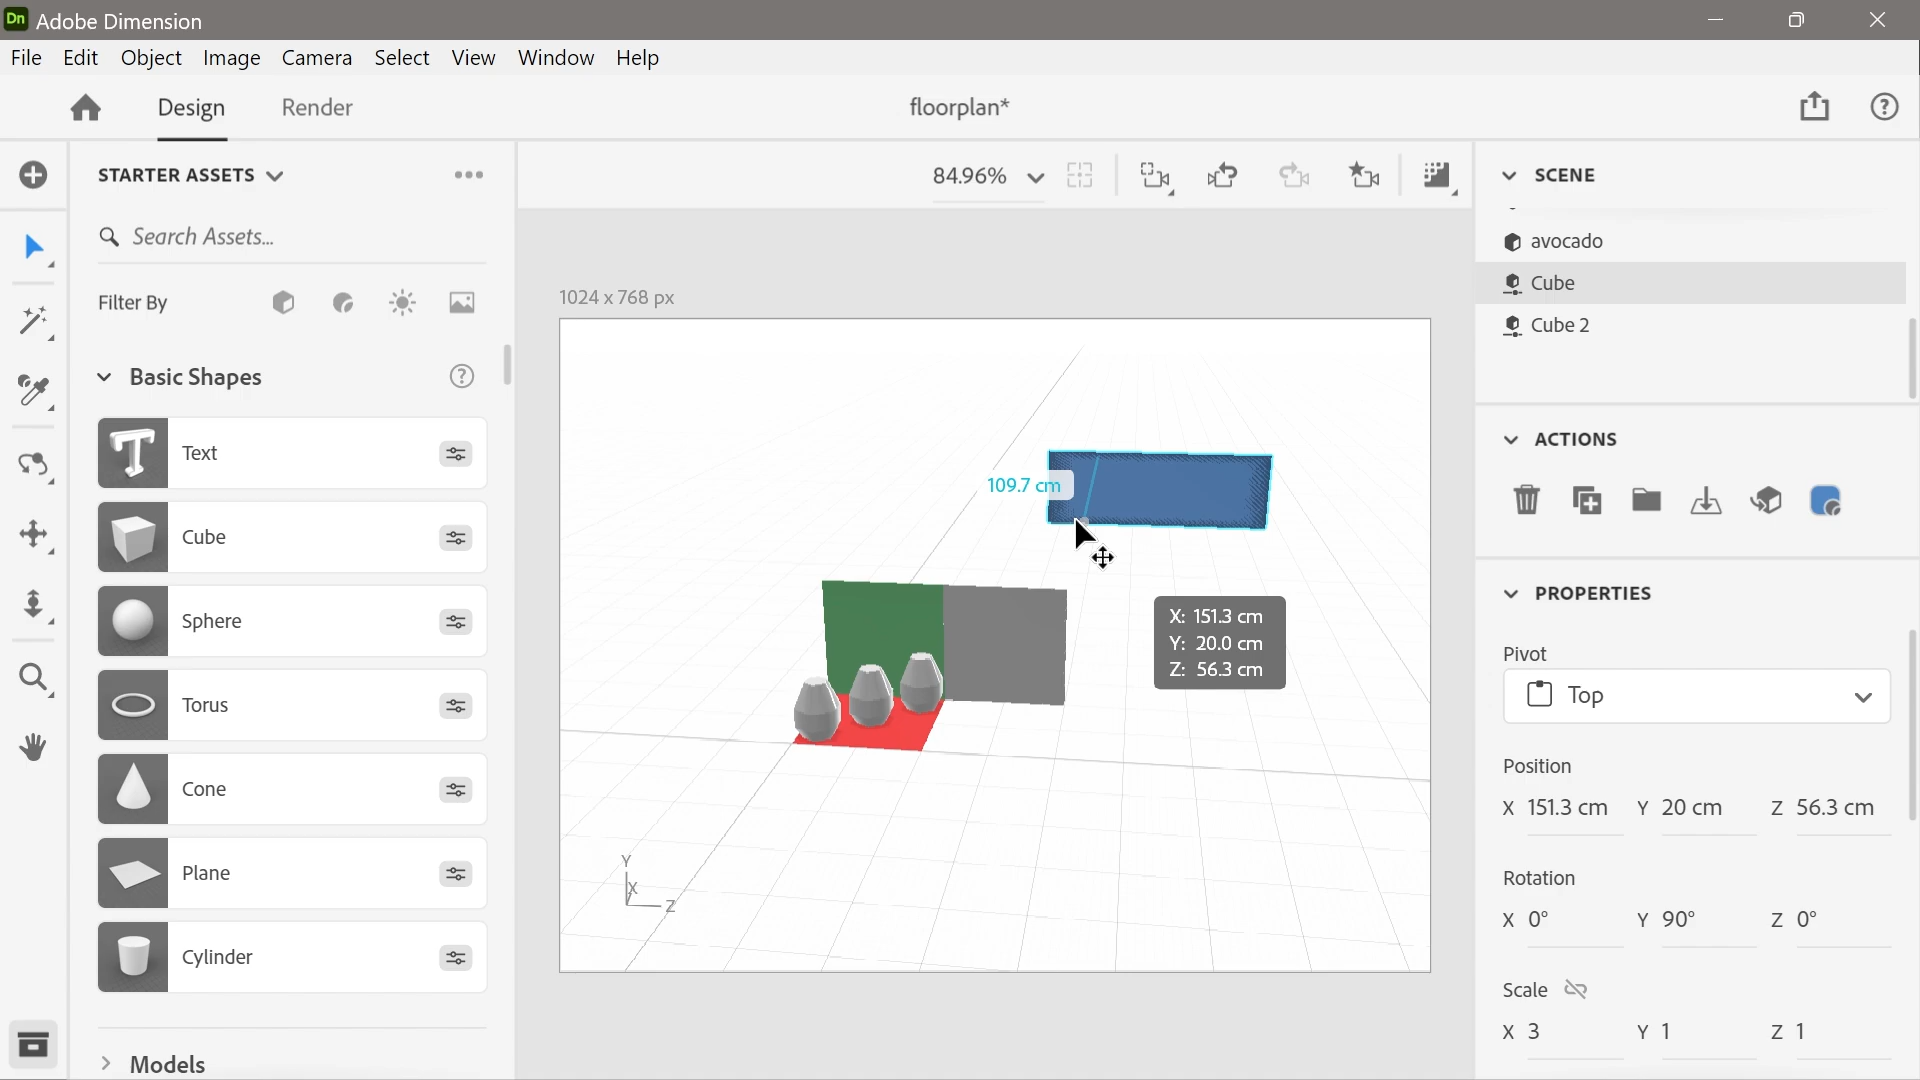 Dn Adobe Dimension
File Edit Object Image Camera Select View Window Help
Design Render floorplan*
STARTER ASSETS
Search Assets...
Filter By
Basic Shapes
Text
Cube
Sphere
Torus
Cone
Plane
Cylinder
Models
84.96%
1024 x 768 px
109.7 cm
X: 151.3 cm
Y: 20.0 cm
Z: 56.3 cm
Y
X
Z
SCENE
avocado
Cube
Cube 2
ACTIONS
PROPERTIES
Pivot
Top
Position
X 151.3 cm Y 20 cm Z 56.3 cm
Rotation
X 0° Y 90° Z 0°
Scale
X 3 Y 1 Z 1